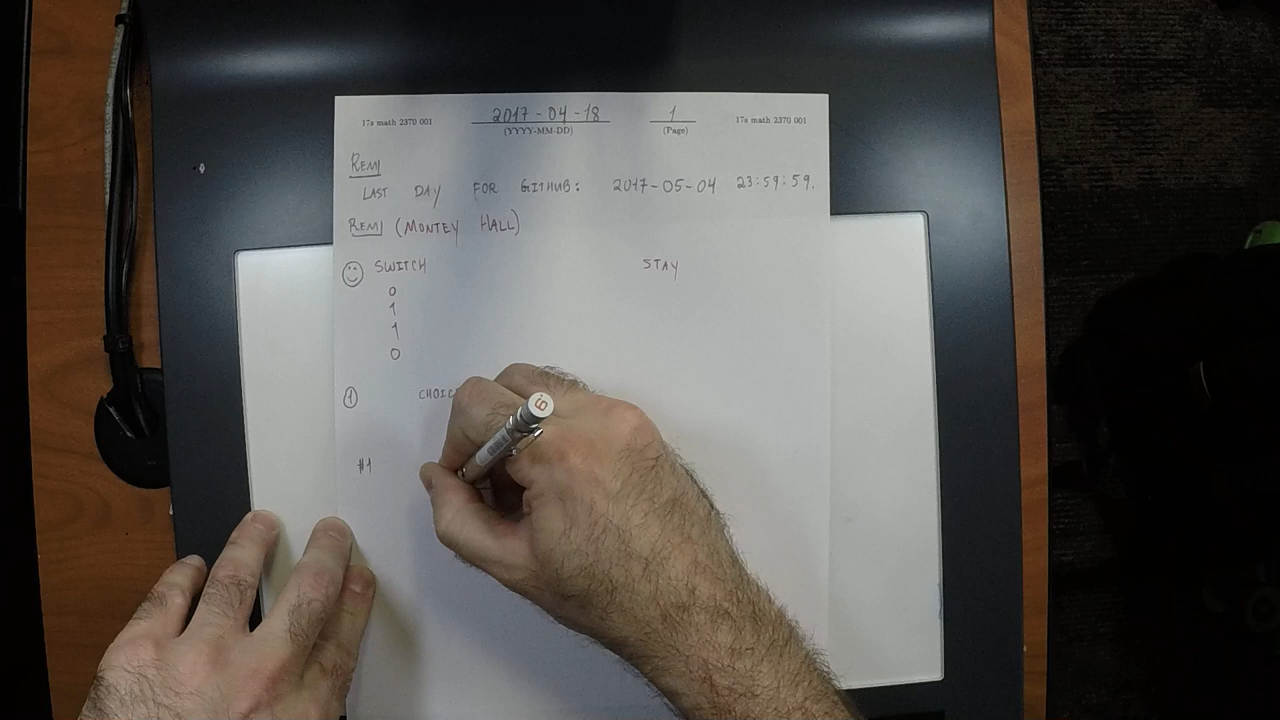 17s math 2370 001 2017-04-18 1 17s math 2370 001
(YYYY-MM-DD) (Page)
REM
LAST DAY FOR GITHUB: 2017-05-04 23:59:59.
REM (MONTEY HALL)
SWITCH STAY
0
1
1
0
1 CHOIC
#1
6